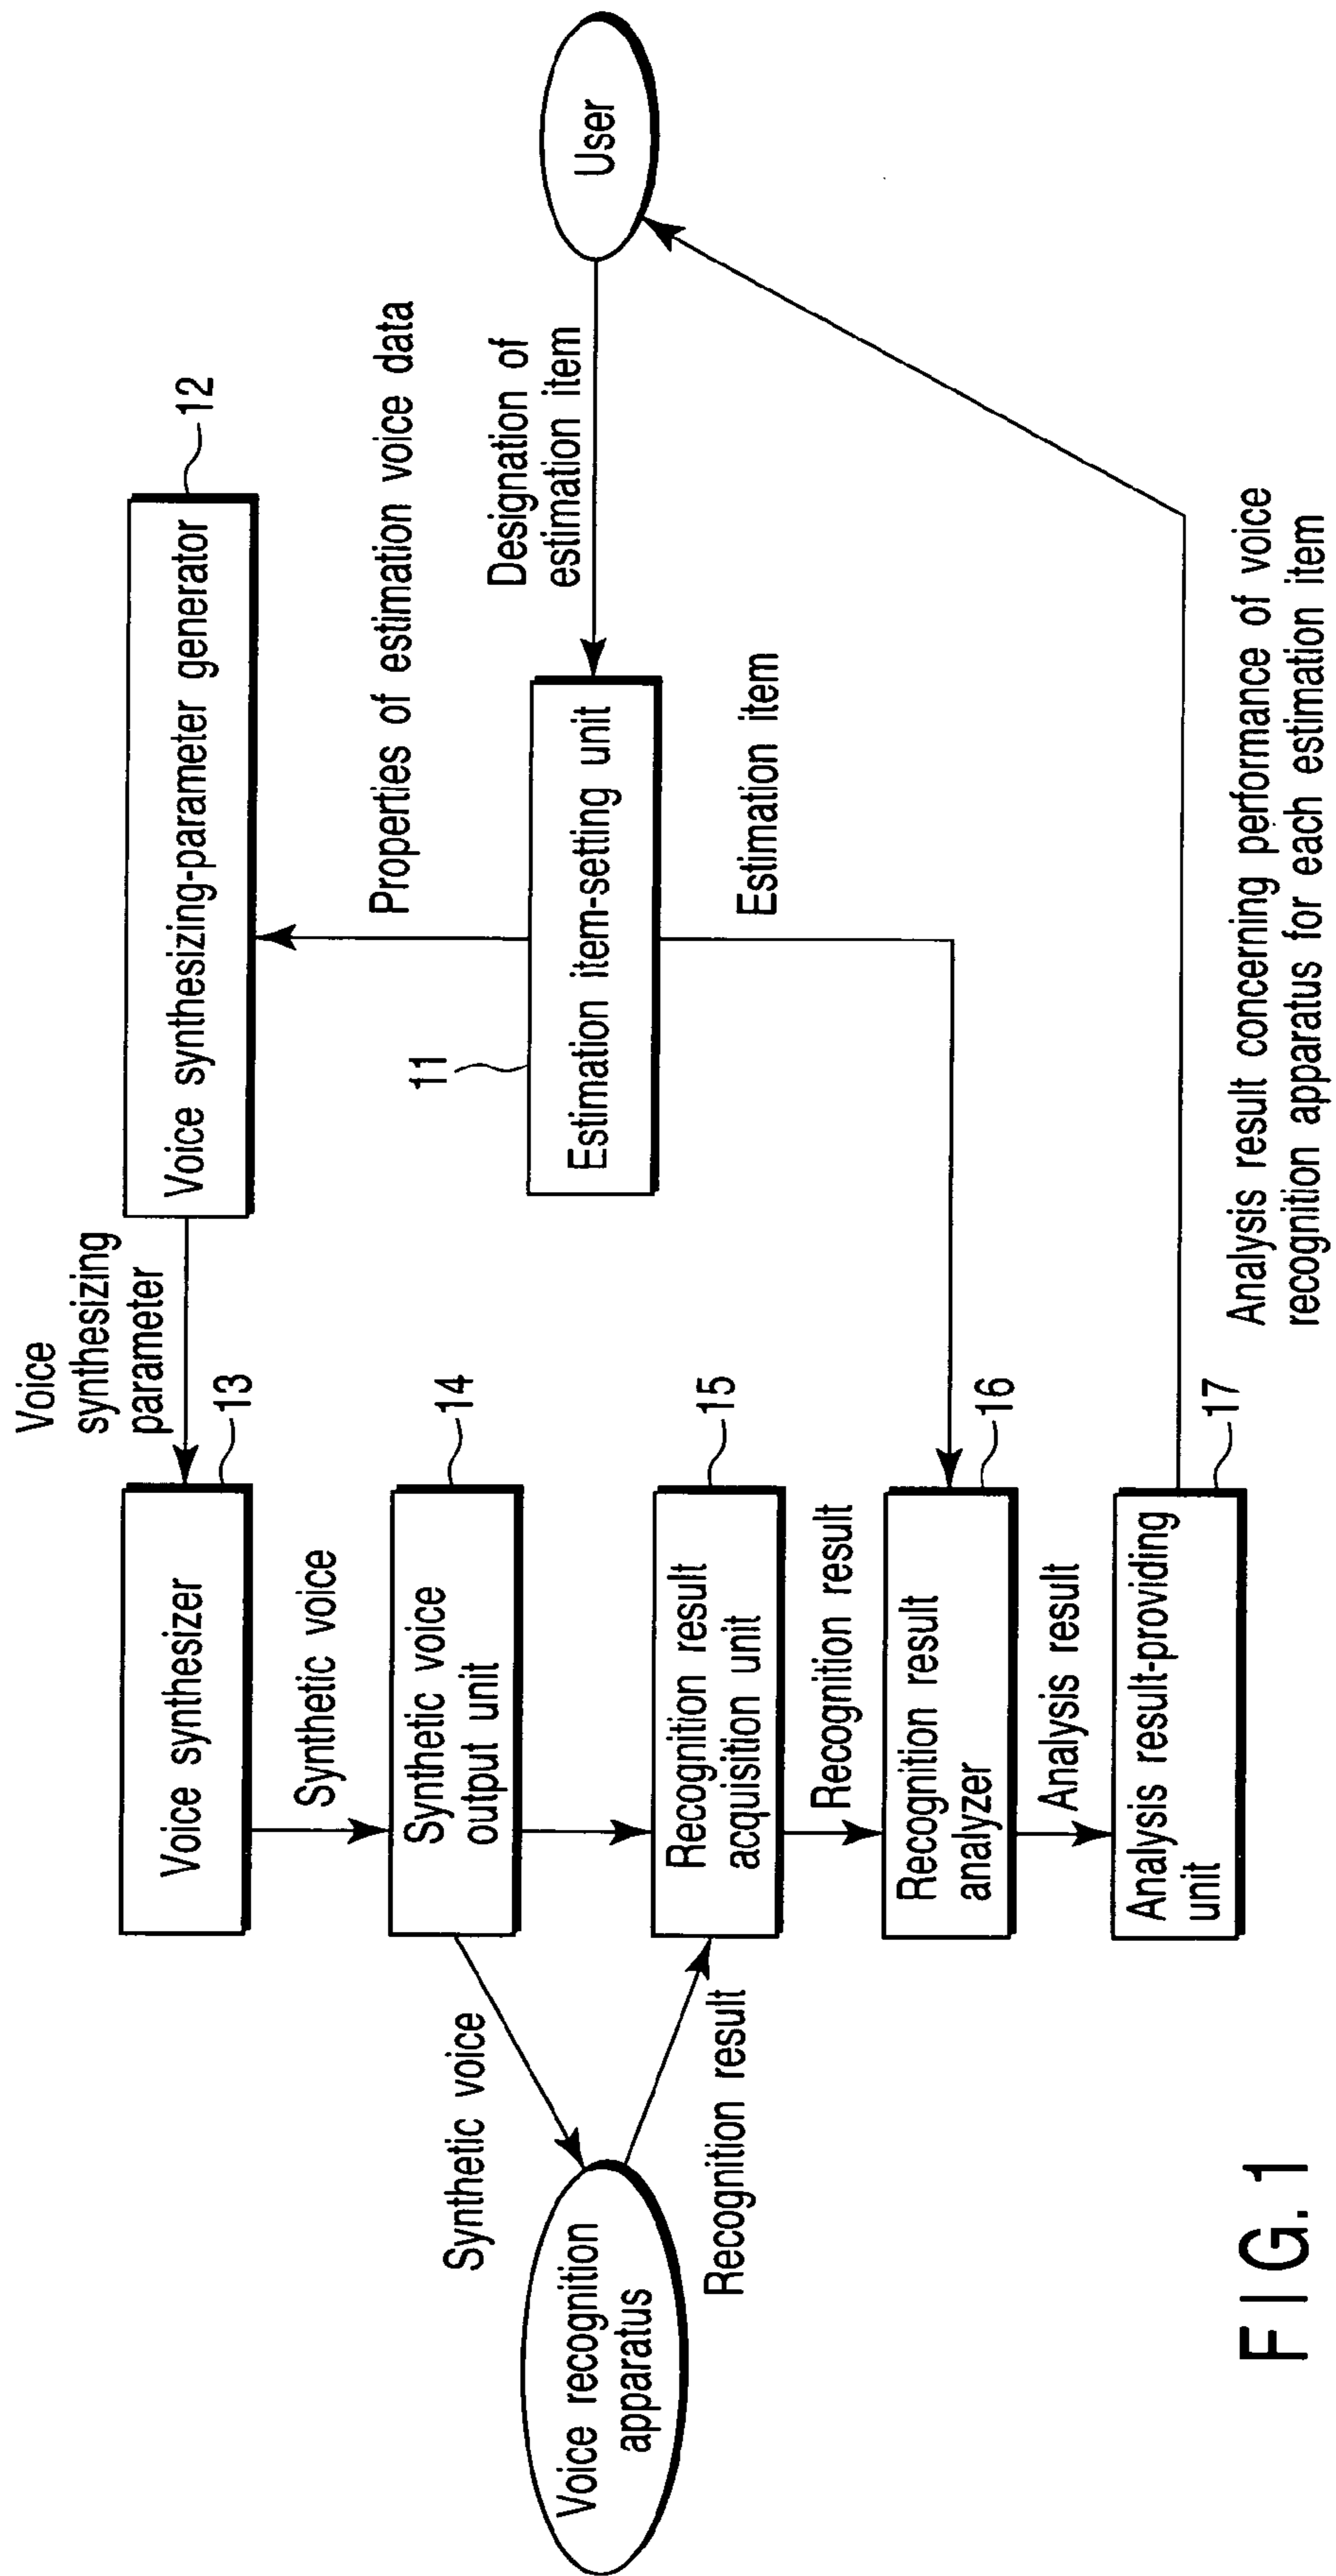 Voice
synthesizing
parameter
12
Voice synthesizing-parameter generator
13
Voice synthesizer
Properties of estimation voice data
Synthetic voice
14
Synthetic voice
output unit
Designation of
estimation item
User
11
Estimation item-setting unit
Synthetic voice
Voice recognition
apparatus
Estimation item
15
Recognition result
acquisition unit
Recognition result
Recognition result
16
Recognition result
analyzer
Analysis result
17
Analysis result-providing
unit
Analysis result concerning performance of voice
recognition apparatus for each estimation item
FIG. 1